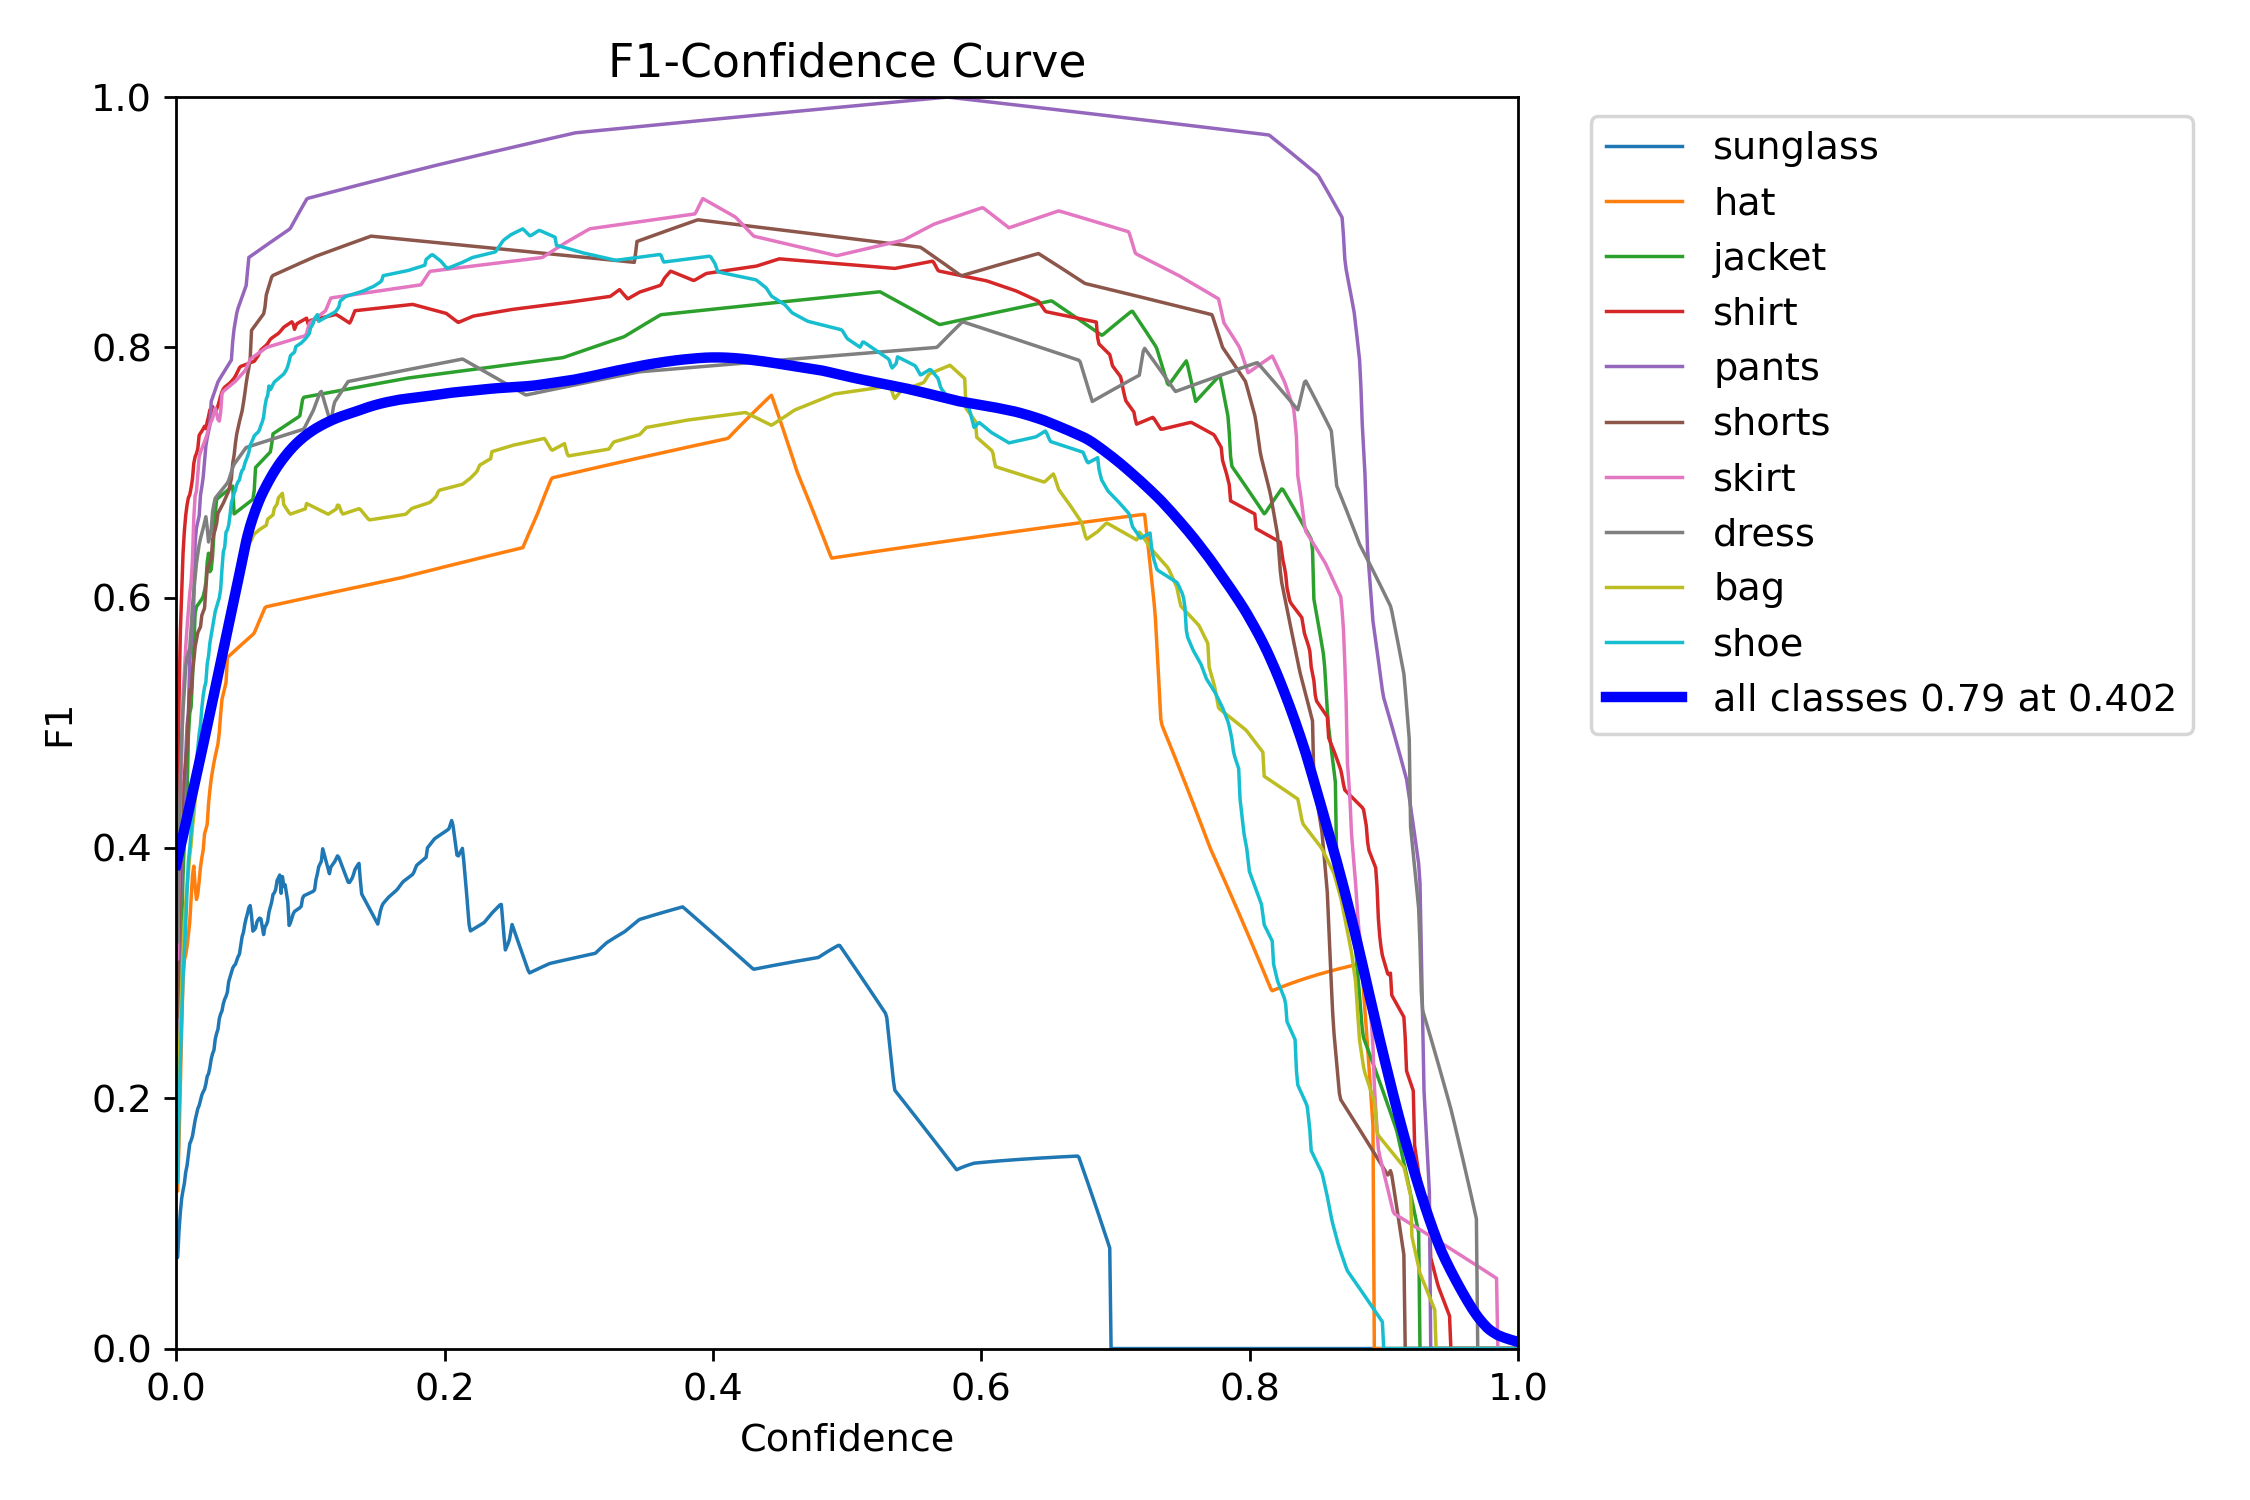 F1-Confidence Curve
1.0
0.8
0.6
0.4
0.2
0.0
F1
0.0 0.2 0.4 0.6 0.8 1.0
Confidence
sunglass
hat
jacket
shirt
pants
shorts
skirt
dress
bag
shoe
all classes 0.79 at 0.402